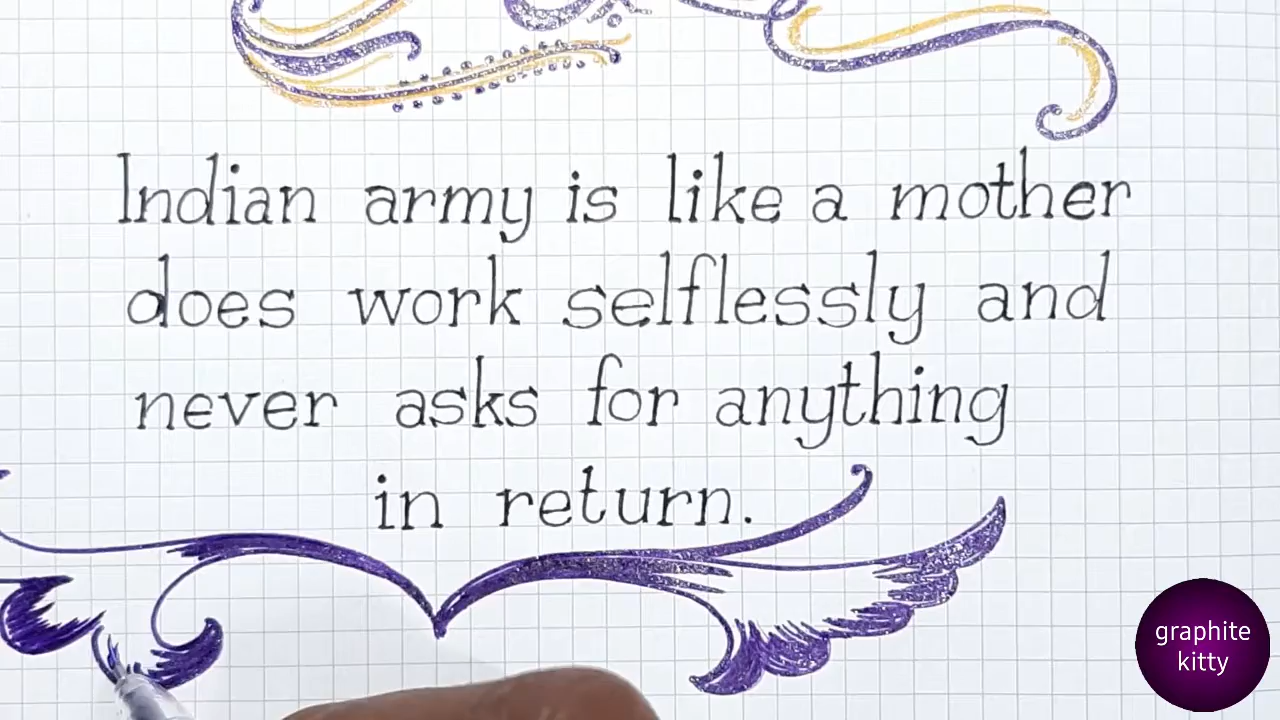 Indian army is like a mother
does work selflessly and
never asks for anything
in return.
graphite
kitty